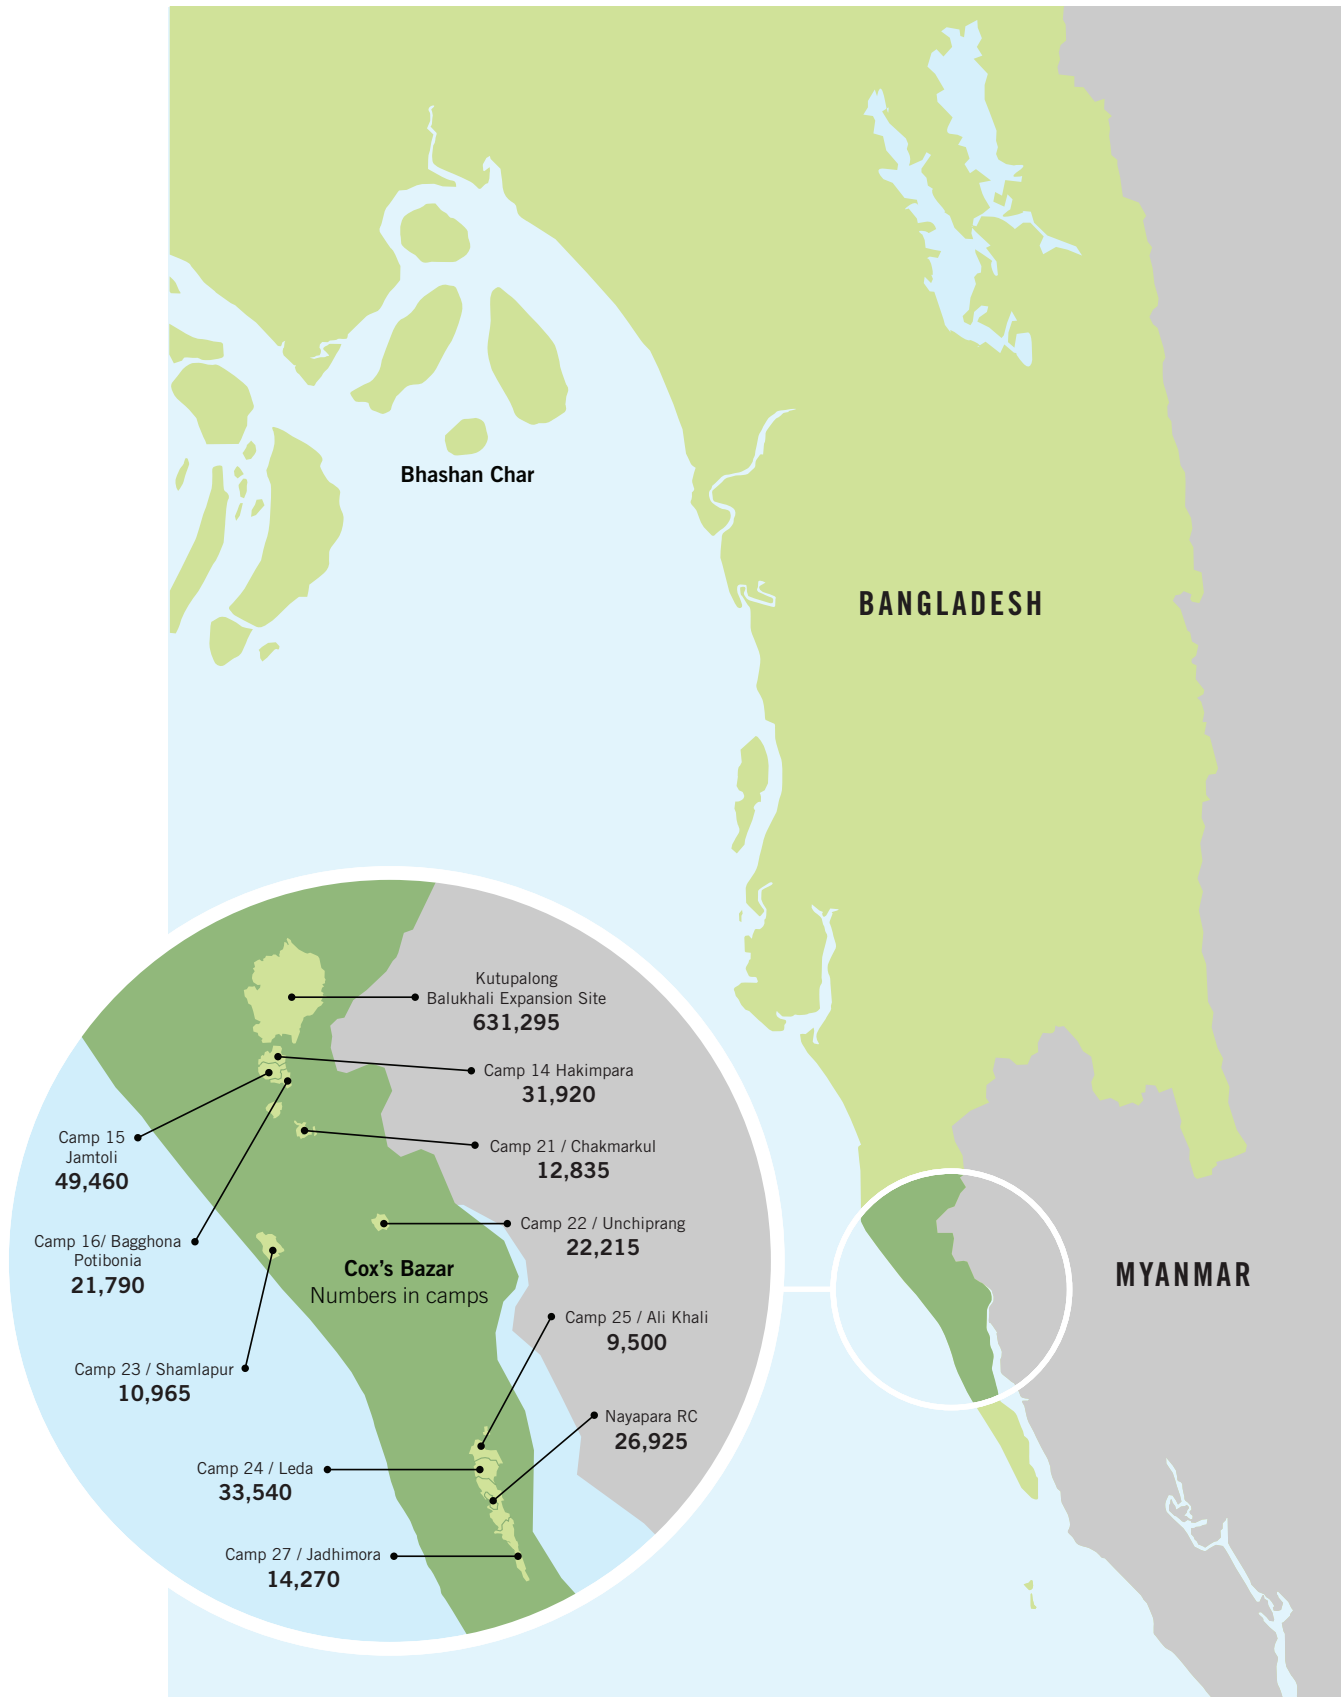 Bhashan Char
BANGLADESH
Kutupalong
Balukhali Expansion Site
631,295
Camp 14 Hakimpara
31,920
Camp 15
Jamtoli
49,460
Camp 21 / Chakmarkul
12,835
Camp 16/ Bagghona
Potibonia
21,790
Camp 22 / Unchiprang
22,215
Cox's Bazar
Numbers in camps
MYANMAR
Camp 25 / Ali Khali
9,500
Camp 23 / Shamlapur
10,965
Nayapara RC
26,925
Camp 24 / Leda
33,540
Camp 27 / Jadhimora
14,270